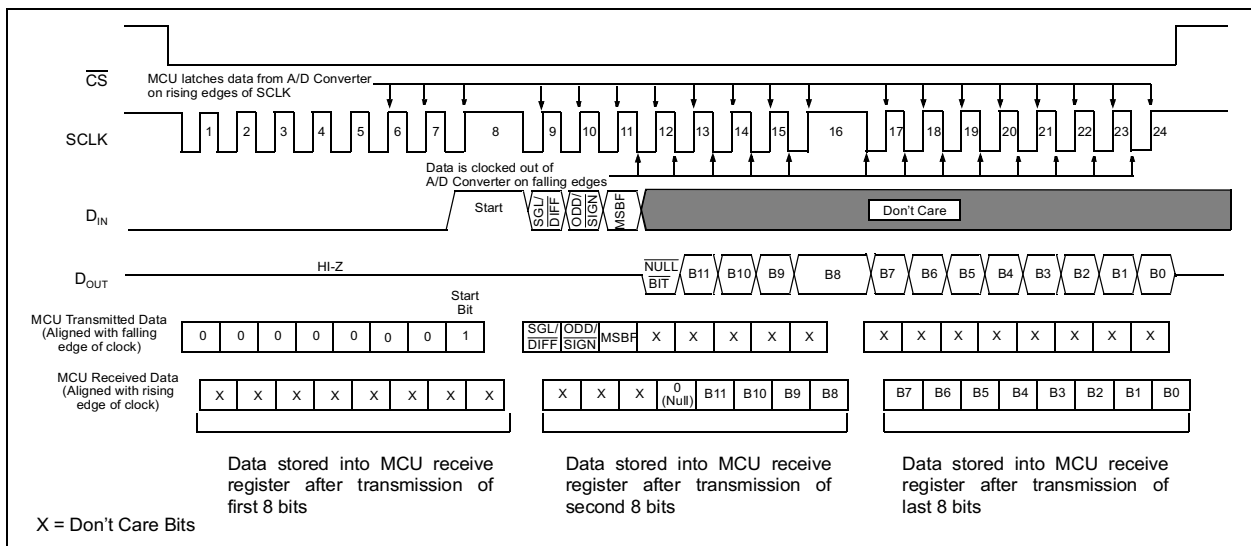 CS
MCU latches data from A/D Converter
on rising edges of SCLK
SCLK
1 2 3 4 5 6 7 8 9 10 11 12 13 14 15 16 17 18 19 20 21 22 23 24
Data is clocked out of
A/D Converter on falling edges
DIN
Start
SGL/
DIFF
ODD/
SIGN
MSBF
Don't Care
DOUT
HI-Z
NULL
BIT
B11 B10 B9 B8 B7 B6 B5 B4 B3 B2 B1 B0
Start
Bit
MCU Transmitted Data
(Aligned with falling
edge of clock)
0 0 0 0 0 0 0 1
SGL/
DIFF
ODD/
SIGN
MSBF X X X X X
X X X X X X X X
MCU Received Data
(Aligned with rising
edge of clock)
X X X X X X X X
X X X 0
(Null)
B11 B10 B9 B8
B7 B6 B5 B4 B3 B2 B1 B0
Data stored into MCU receive
register after transmission of
first 8 bits
Data stored into MCU receive
register after transmission of
second 8 bits
Data stored into MCU receive
register after transmission of
last 8 bits
X = Don't Care Bits